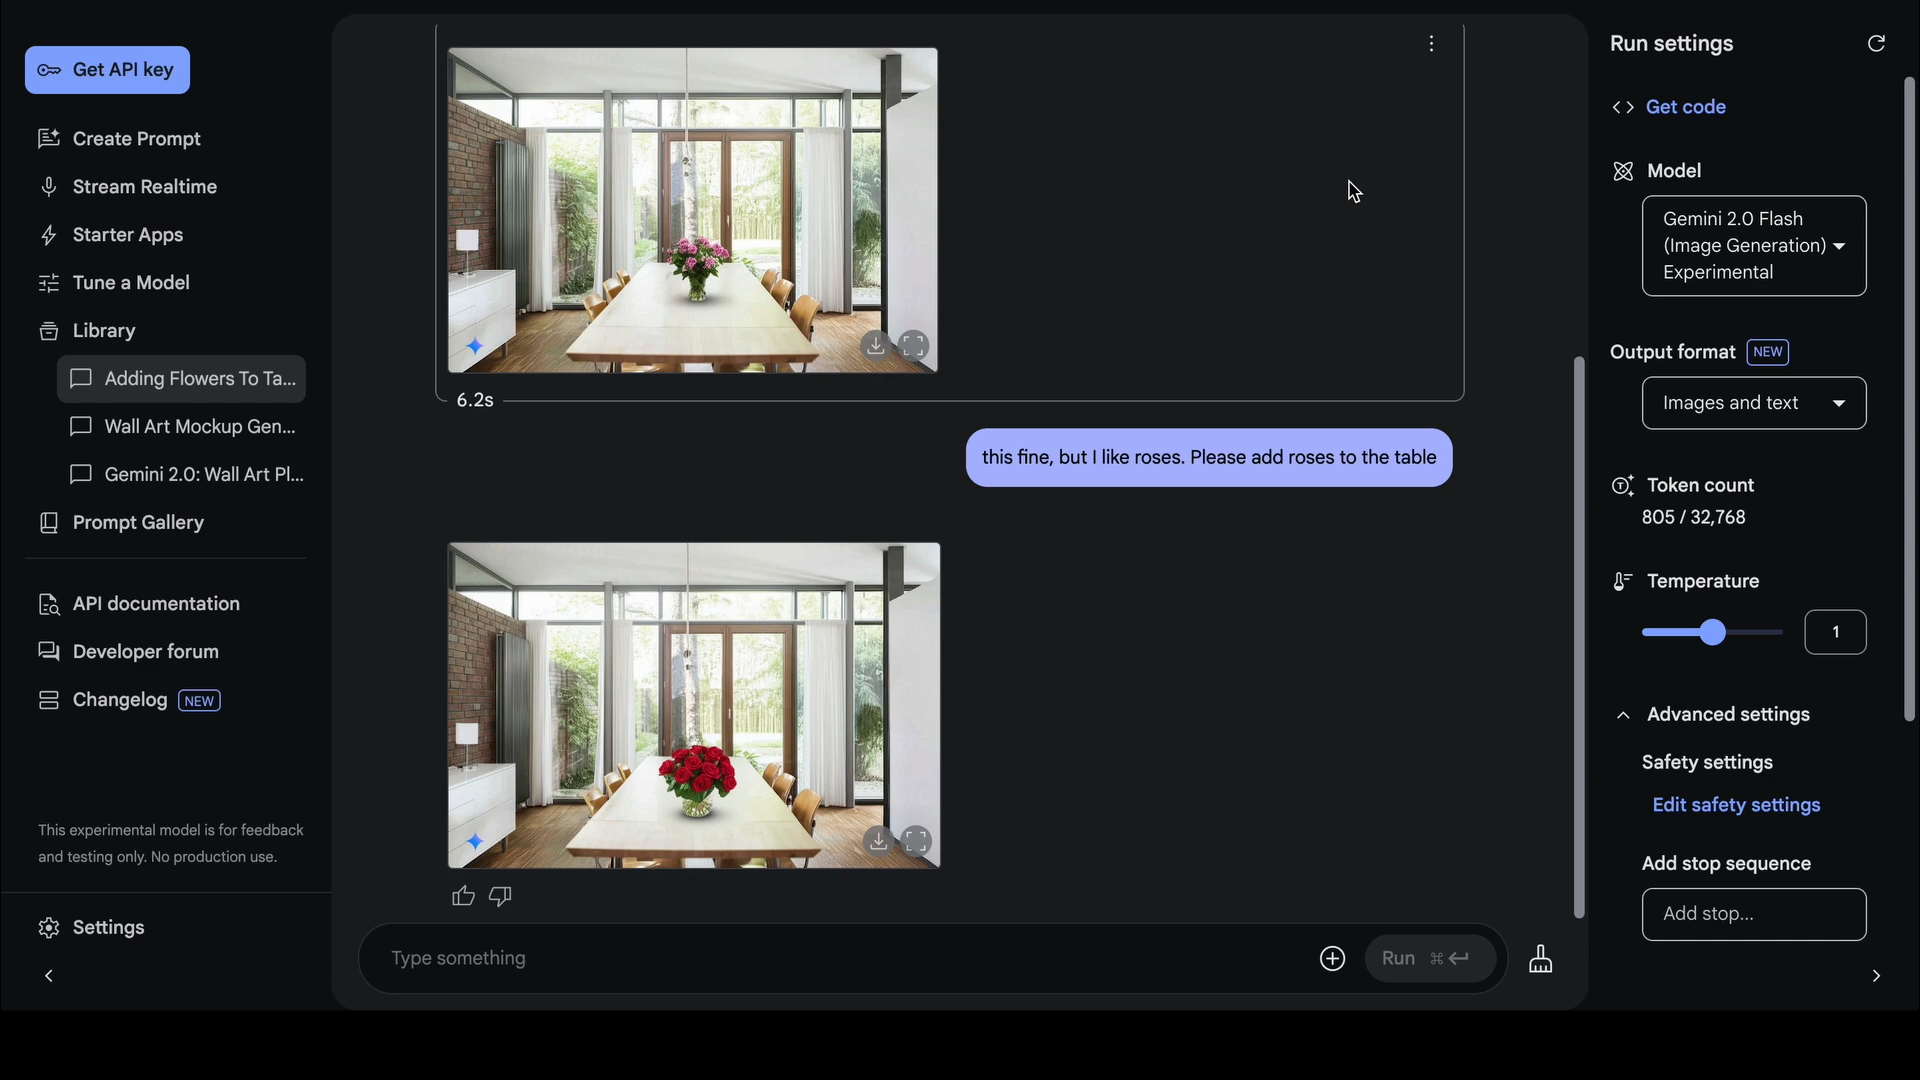 Get API key
Create Prompt
Stream Realtime
Starter Apps
Tune a Model
Library
Adding Flowers To Ta...
Wall Art Mockup Gen...
Gemini 2.0: Wall Art Pl...
Prompt Gallery
API documentation
Developer forum
Changelog NEW
This experimental model is for feedback
and testing only. No production use.
Settings
6.2s
this fine, but I like roses. Please add roses to the table
Type something
Run ⌘
Run settings
Get code
Model
Gemini 2.0 Flash
(Image Generation)
Experimental
Output format NEW
Images and text
Token count
805 / 32,768
Temperature
1
Advanced settings
Safety settings
Edit safety settings
Add stop sequence
Add stop...